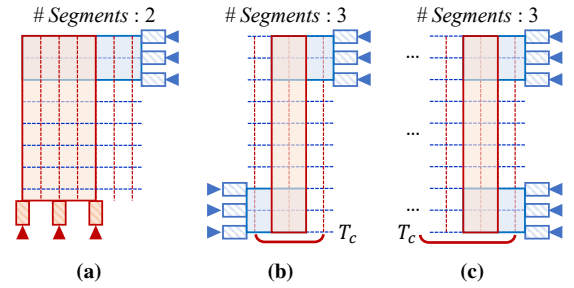 # Segments : 2
# Segments : 3
# Segments : 3
...
...
...
T_c
T_c
(a)
(b)
(c)